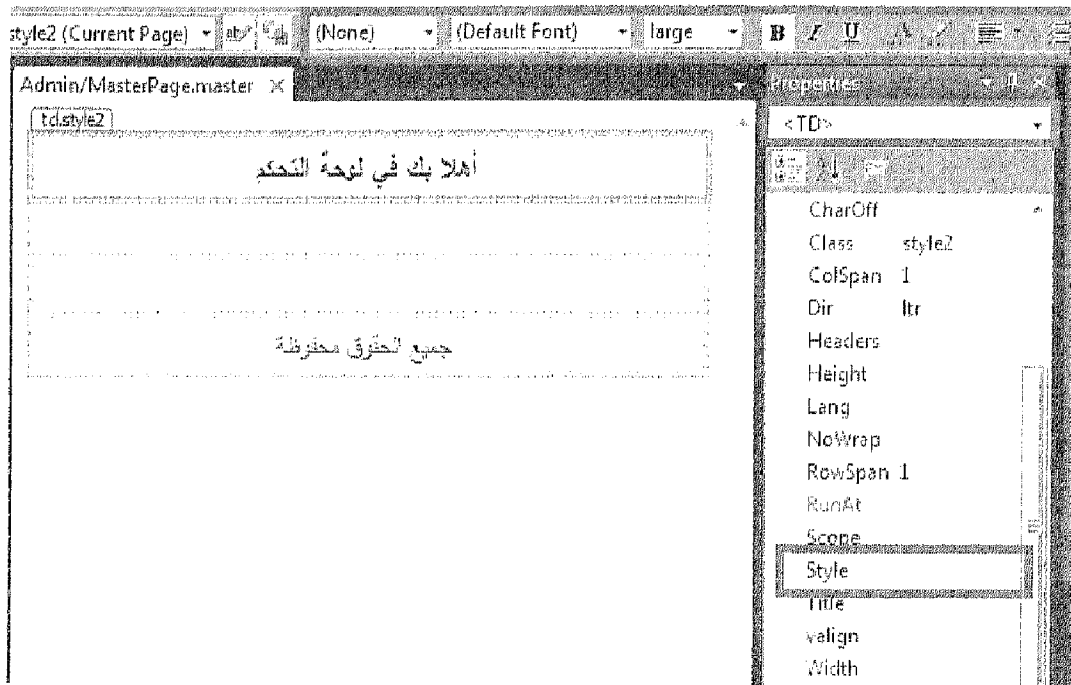 style2 (Current Page) (None) (Default Font) large B I U A
Admin/MasterPage.master
td.style2
أهلا بك في لوحة التحكم
جميع الحقوق محفوظة
Properties
<TD>
CharOff
Class style2
ColSpan 1
Dir ltr
Headers
Height
Lang
NoWrap
RowSpan 1
RunAt
Scope
Style
Title
valign
Width